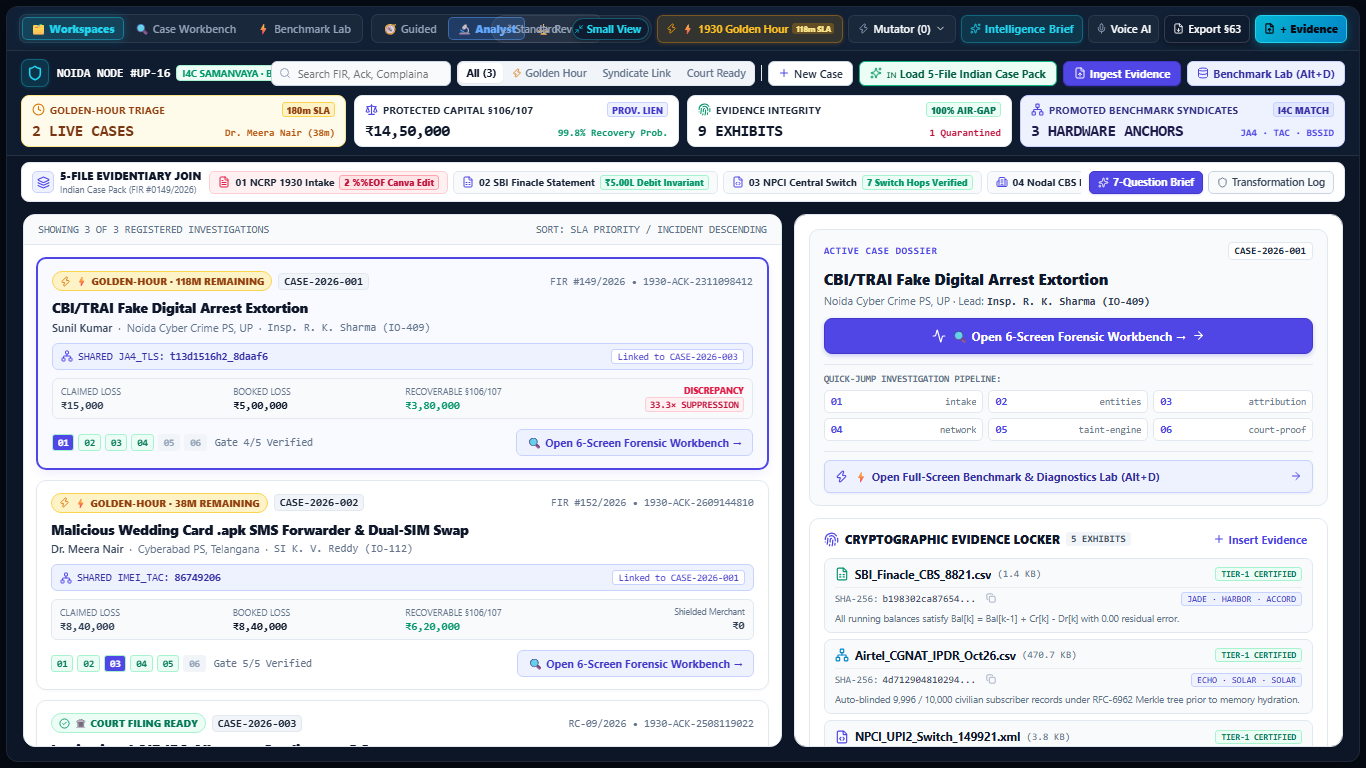 Workspaces
Case Workbench
Benchmark Lab
Guided
Analyst
Small View
1930 Golden Hour 118m SLA
Mutator (0)
Intelligence Brief
Voice AI
Export §63
+ Evidence
NOIDA NODE #UP-16
I4C SAMANVAYA · B
Search FIR, Ack, Complaina
All (3)
Golden Hour
Syndicate Link
Court Ready
+ New Case
IN Load 5-File Indian Case Pack
Ingest Evidence
Benchmark Lab (Alt+D)
GOLDEN-HOUR TRIAGE 180m SLA
2 LIVE CASES Dr. Meera Nair (38m)
PROTECTED CAPITAL §106/107 PROV. LIEN
₹14,50,000 99.8% Recovery Prob.
EVIDENCE INTEGRITY 100% AIR-GAP
9 EXHIBITS 1 Quarantined
PROMOTED BENCHMARK SYNDICATES I4C MATCH
3 HARDWARE ANCHORS JA4 · TAC · BSSID
5-FILE EVIDENTIARY JOIN
Indian Case Pack (FIR #0149/2026)
01 NCRP 1930 Intake 2 %%EOF Canva Edit
02 SBI Finacle Statement ₹5.00L Debit Invariant
03 NPCI Central Switch 7 Switch Hops Verified
04 Nodal CBS
7-Question Brief
Transformation Log
SHOWING 3 OF 3 REGISTERED INVESTIGATIONS
SORT: SLA PRIORITY / INCIDENT DESCENDING
GOLDEN-HOUR · 118M REMAINING CASE-2026-001 FIR #149/2026 • 1930-ACK-2311098412
CBI/TRAI Fake Digital Arrest Extortion
Sunil Kumar · Noida Cyber Crime PS, UP · Insp. R. K. Sharma (IO-409)
SHARED JA4_TLS: t13d1516h2_8daaf6 Linked to CASE-2026-003
CLAIMED LOSS BOOKED LOSS RECOVERABLE §106/107 DISCREPANCY
₹15,000 ₹5,00,000 ₹3,80,000 33.3× SUPPRESSION
01 02 03 04 05 06 Gate 4/5 Verified Open 6-Screen Forensic Workbench →
GOLDEN-HOUR · 38M REMAINING CASE-2026-002 FIR #152/2026 • 1930-ACK-2609144810
Malicious Wedding Card .apk SMS Forwarder & Dual-SIM Swap
Dr. Meera Nair · Cyberabad PS, Telangana · SI K. V. Reddy (IO-112)
SHARED IMEI_TAC: 86749206 Linked to CASE-2026-001
CLAIMED LOSS BOOKED LOSS RECOVERABLE §106/107 Shielded Merchant
₹8,40,000 ₹8,40,000 ₹6,20,000 ₹0
01 02 03 04 05 06 Gate 5/5 Verified Open 6-Screen Forensic Workbench →
COURT FILING READY CASE-2026-003 RC-09/2026 • 1930-ACK-2508119022
ACTIVE CASE DOSSIER CASE-2026-001
CBI/TRAI Fake Digital Arrest Extortion
Noida Cyber Crime PS, UP · Lead: Insp. R. K. Sharma (IO-409)
Open 6-Screen Forensic Workbench → →
QUICK-JUMP INVESTIGATION PIPELINE:
01 intake 02 entities 03 attribution
04 network 05 taint-engine 06 court-proof
Open Full-Screen Benchmark & Diagnostics Lab (Alt+D) →
CRYPTOGRAPHIC EVIDENCE LOCKER 5 EXHIBITS + Insert Evidence
SBI_Finacle_CBS_8821.csv (1.4 KB) TIER-1 CERTIFIED
SHA-256: b198302ca87654... JADE · HARBOR · ACCORD
All running balances satisfy Bal[k] = Bal[k-1] + Cr[k] - Dr[k] with 0.00 residual error.
Airtel_CGNAT_IPDR_Oct26.csv (470.7 KB) TIER-1 CERTIFIED
SHA-256: 4d712904810294... ECHO · SOLAR · SOLAR
Auto-blinded 9,996 / 10,000 civilian subscriber records under RFC-6962 Merkle tree prior to memory hydration.
NPCI_UPI2_Switch_149921.xml (3.8 KB) TIER-1 CERTIFIED